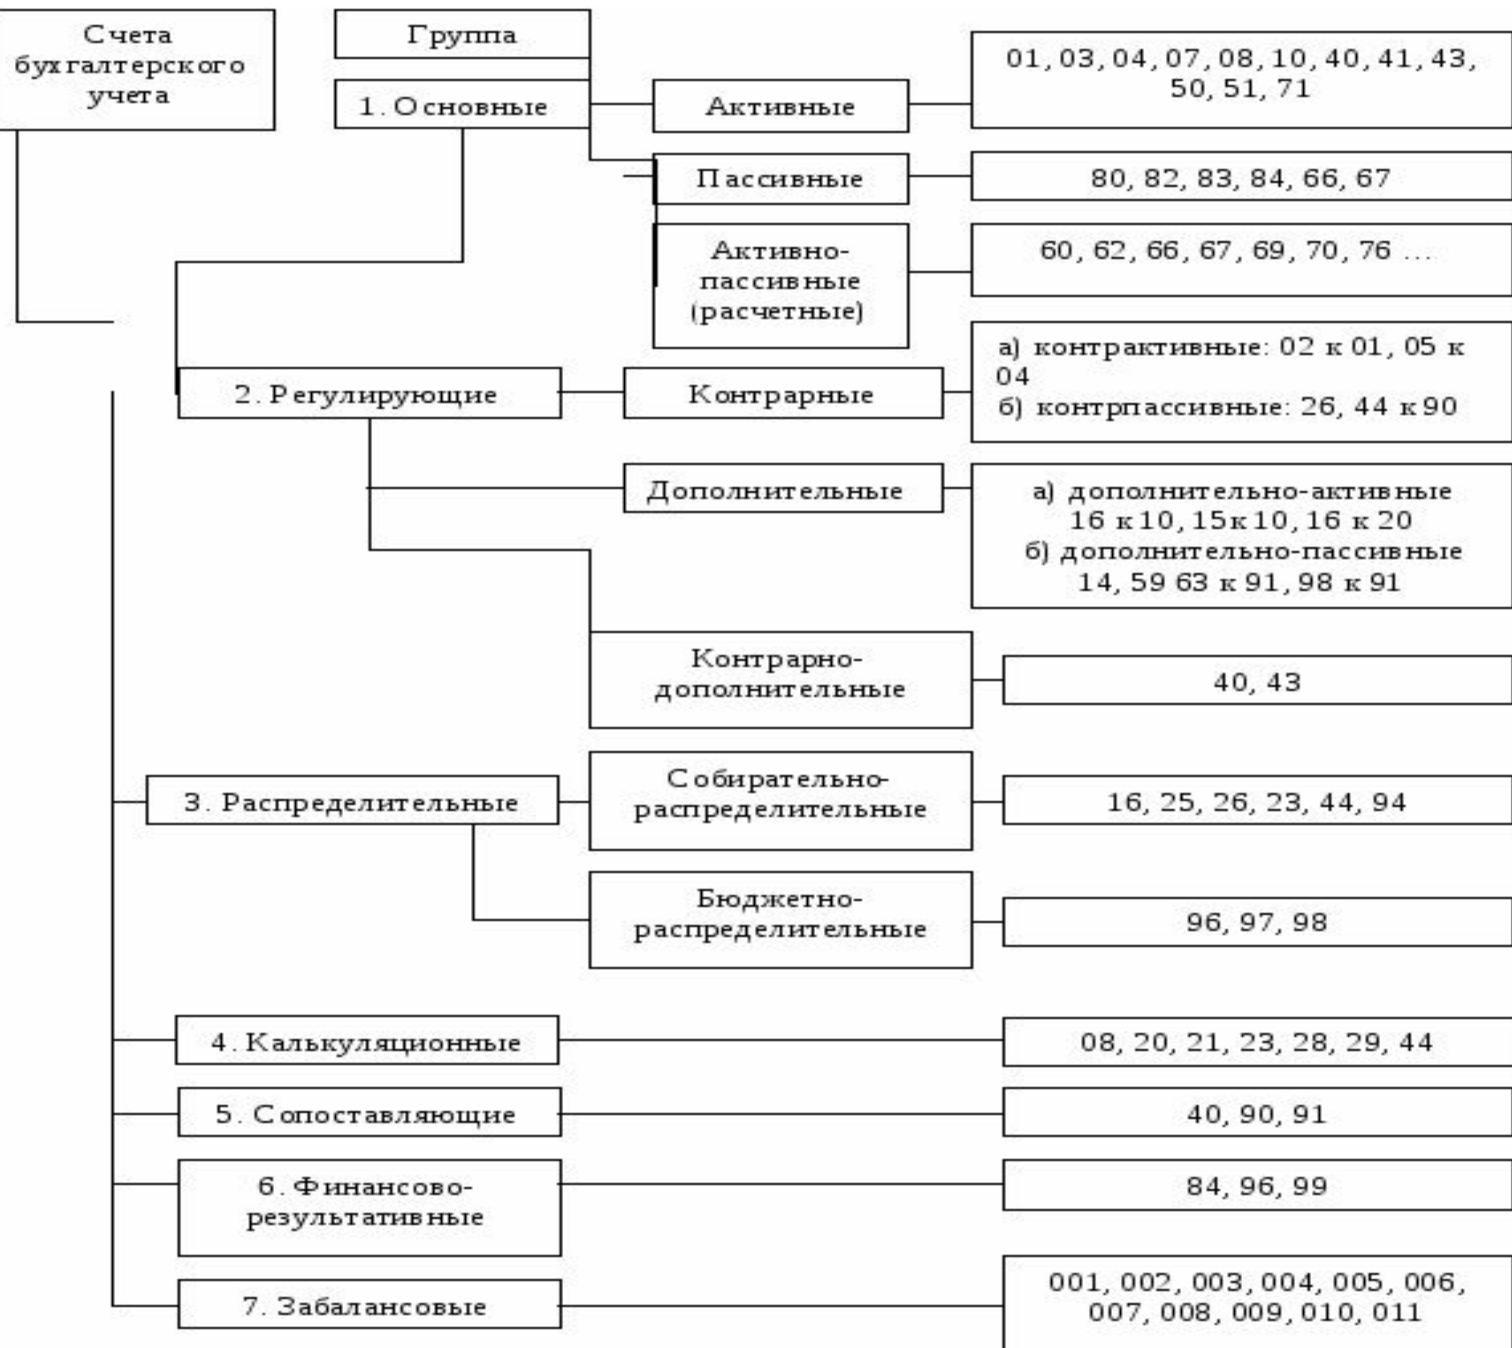 Счета
бухгалтерского
учета
Группа
1. Основные
Активные
01, 03, 04, 07, 08, 10, 40, 41, 43,
50, 51, 71
Пассивные
80, 82, 83, 84, 66, 67
Активно-
пассивные
(расчетные)
60, 62, 66, 67, 69, 70, 76 ...
2. Регулирующие
Контрарные
а) контрактивные: 02 к 01, 05 к
04
б) контрпассивные: 26, 44 к 90
Дополнительные
а) дополнительно-активные
16 к 10, 15 к 10, 16 к 20
б) дополнительно-пассивные
14, 59 63 к 91, 98 к 91
Контрарно-
дополнительные
40, 43
3. Распределительные
Собирательно-
распределительные
16, 25, 26, 23, 44, 94
Бюджетно-
распределительные
96, 97, 98
4. Калькуляционные
08, 20, 21, 23, 28, 29, 44
5. Сопоставляющие
40, 90, 91
6. Финансово-
результативные
84, 96, 99
7. Забалансовые
001, 002, 003, 004, 005, 006,
007, 008, 009, 010, 011